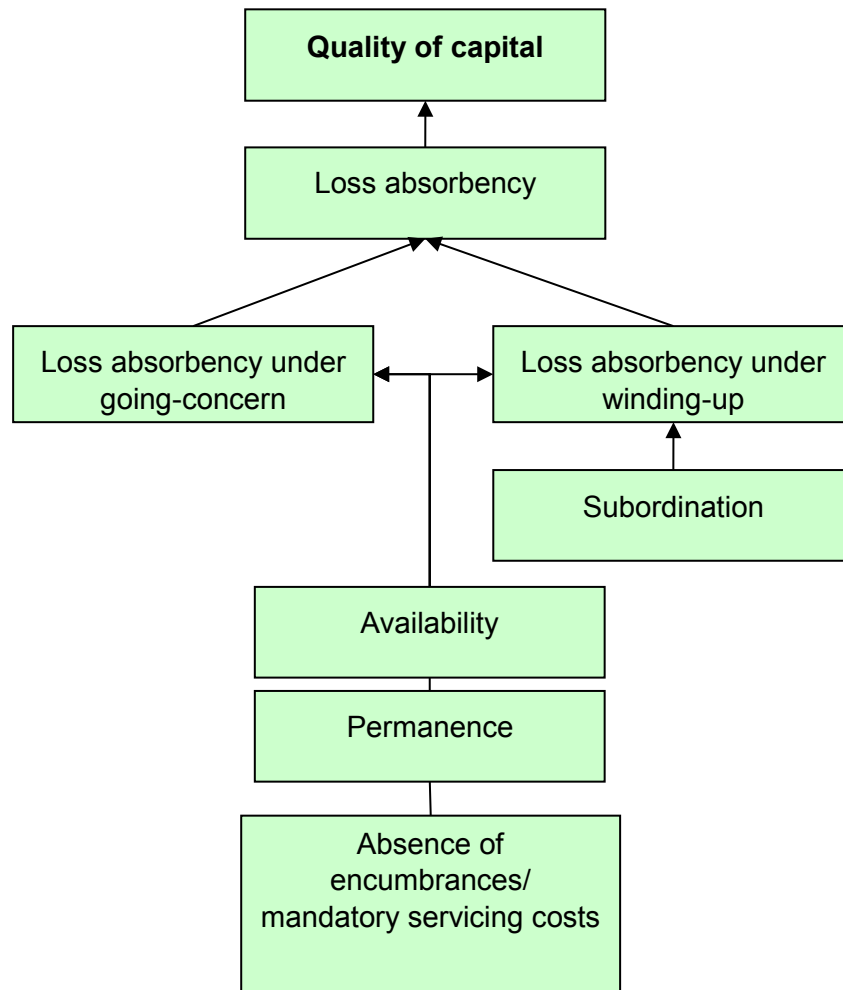 Quality of capital
Loss absorbency
Loss absorbency under
going-concern
Loss absorbency under
winding-up
Subordination
Availability
Permanence
Absence of
encumbrances/
mandatory servicing costs